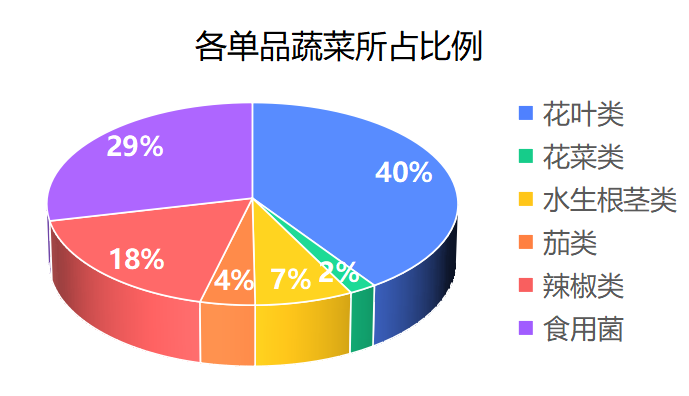 各单品蔬菜所占比例
花叶类
花菜类
水生根茎类
茄类
辣椒类
食用菌
29%
40%
18%
4%
7%
2%